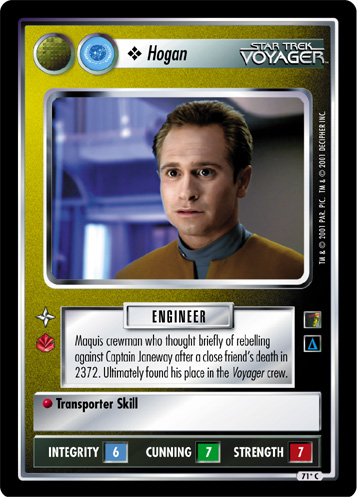 ❖ Hogan
STAR TREK
VOYAGER™
TM & © 2001 PAR. PIC. TM & © 2001 DECIPHER INC.
ENGINEER
Maquis crewman who thought briefly of rebelling
against Captain Janeway after a close friend's death in
2372. Ultimately found his place in the Voyager crew.
Transporter Skill
INTEGRITY 6 CUNNING 7 STRENGTH 7
71* C